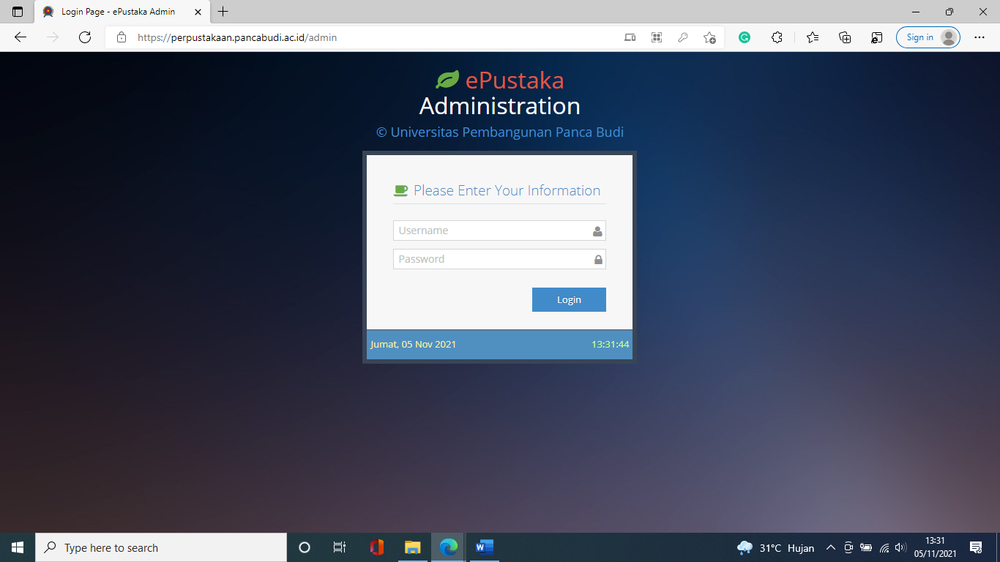 Login Page - ePustaka Admin
https://perpustakaan.pancabudi.ac.id/admin
Sign in
ePustaka
Administration
© Universitas Pembangunan Panca Budi
Please Enter Your Information
Username
Password
Login
Jumat, 05 Nov 2021 13:31:44
Type here to search
31°C Hujan
13:31
05/11/2021